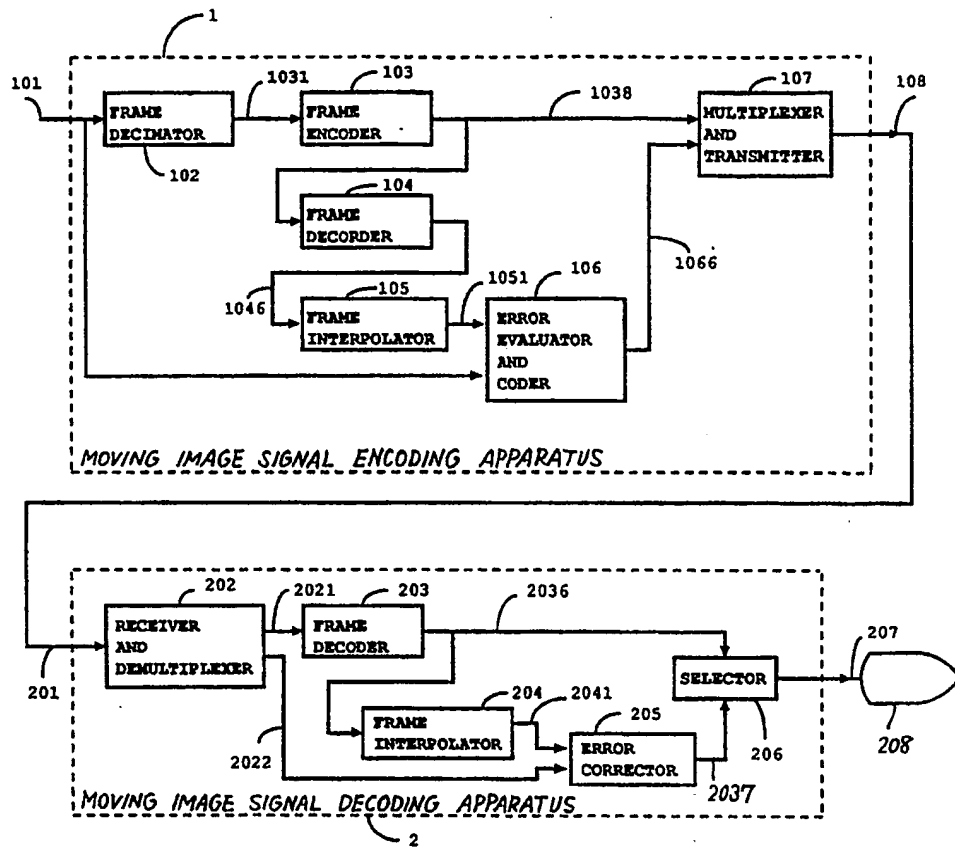 1
101
1031
103
1038
107
108
FRAME
DECIMATOR
FRAME
ENCODER
MULTIPLEXER
AND
TRANSMITTER
102
104
FRAME
DECORDER
1066
1046
105
1051
106
FRAME
INTERPOLATOR
ERROR
EVALUATOR
AND
CODER
MOVING IMAGE SIGNAL ENCODING APPARATUS
202
2021
203
2036
RECEIVER
AND
DEMULTIPLEXER
FRAME
DECODER
207
201
SELECTOR
204
2041
205
206
208
FRAME
INTERPOLATOR
2022
ERROR
CORRECTOR
2037
MOVING IMAGE SIGNAL DECODING APPARATUS
2